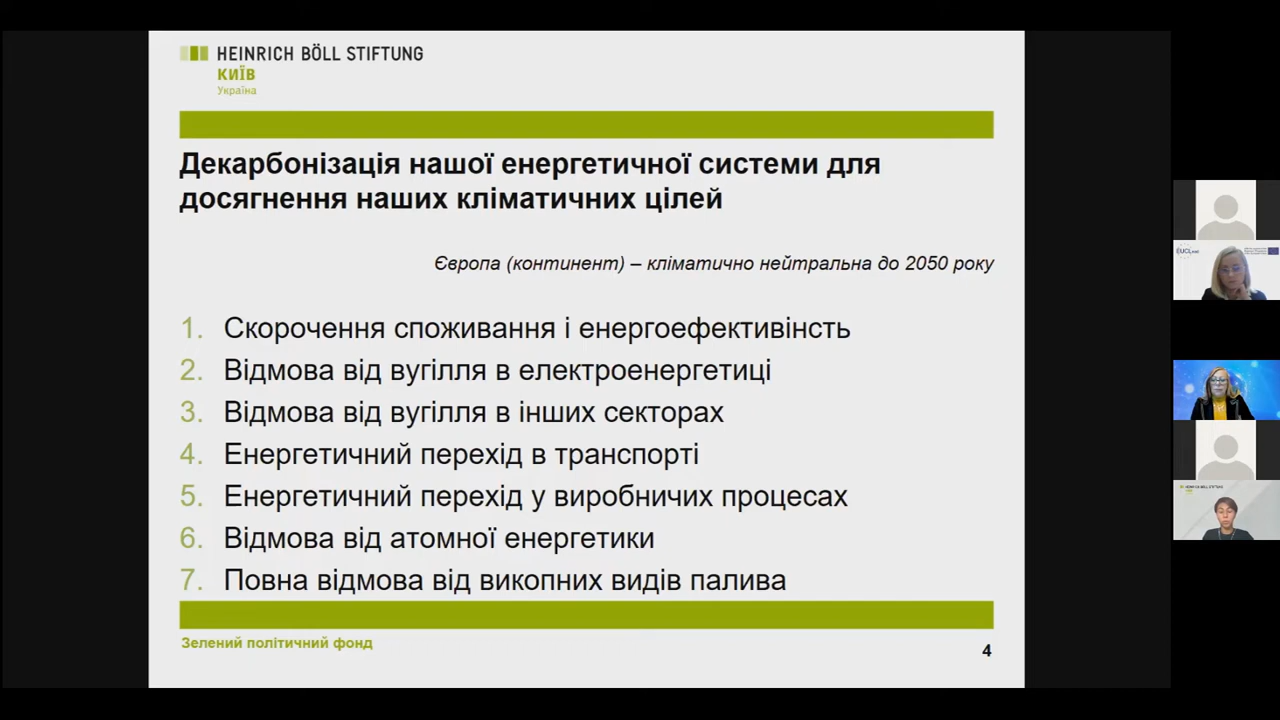 HEINRICH BÖLL STIFTUNG
КИЇВ
Україна
Декарбонізація нашої енергетичної системи для
досягнення наших кліматичних цілей
Європа (континент) – кліматично нейтральна до 2050 року
1. Скорочення споживання і енергоефективінсть
2. Відмова від вугілля в електроенергетиці
3. Відмова від вугілля в інших секторах
4. Енергетичний перехід в транспорті
5. Енергетичний перехід у виробничих процесах
6. Відмова від атомної енергетики
7. Повна відмова від викопних видів палива
Зелений політичний фонд
4